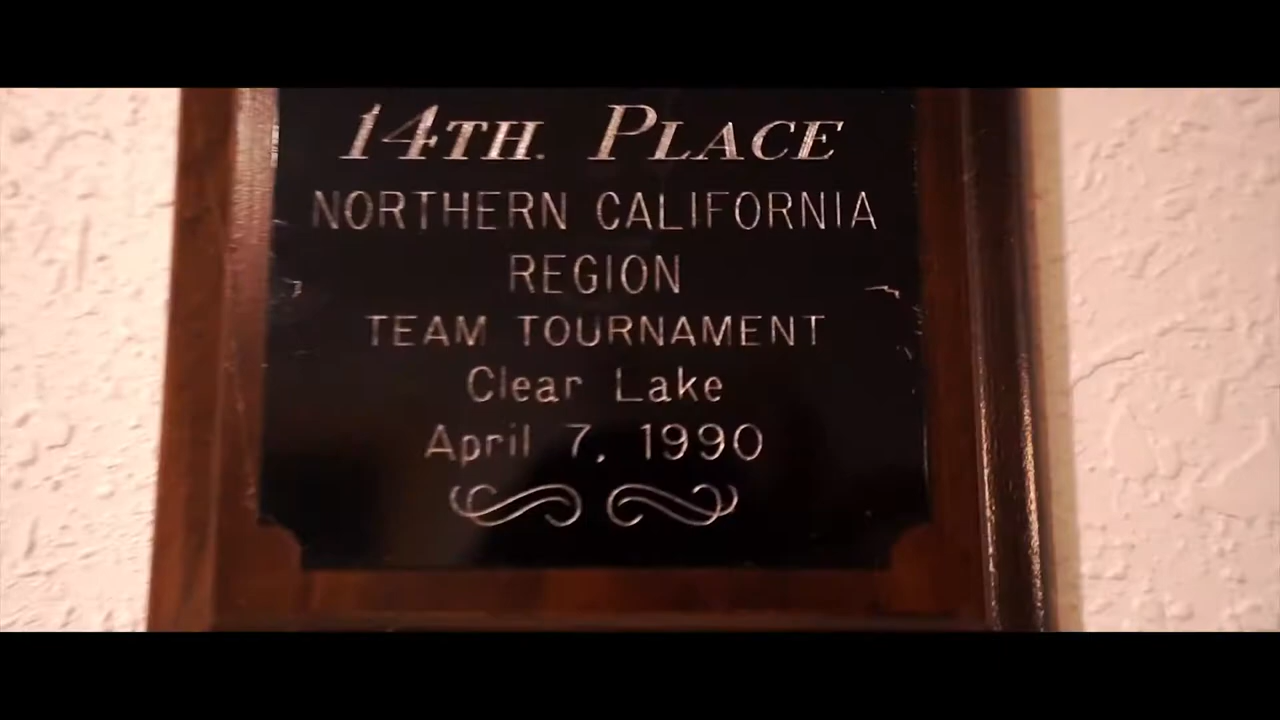 14TH. PLACE
NORTHERN CALIFORNIA
REGION
TEAM TOURNAMENT
Clear Lake
April 7, 1990